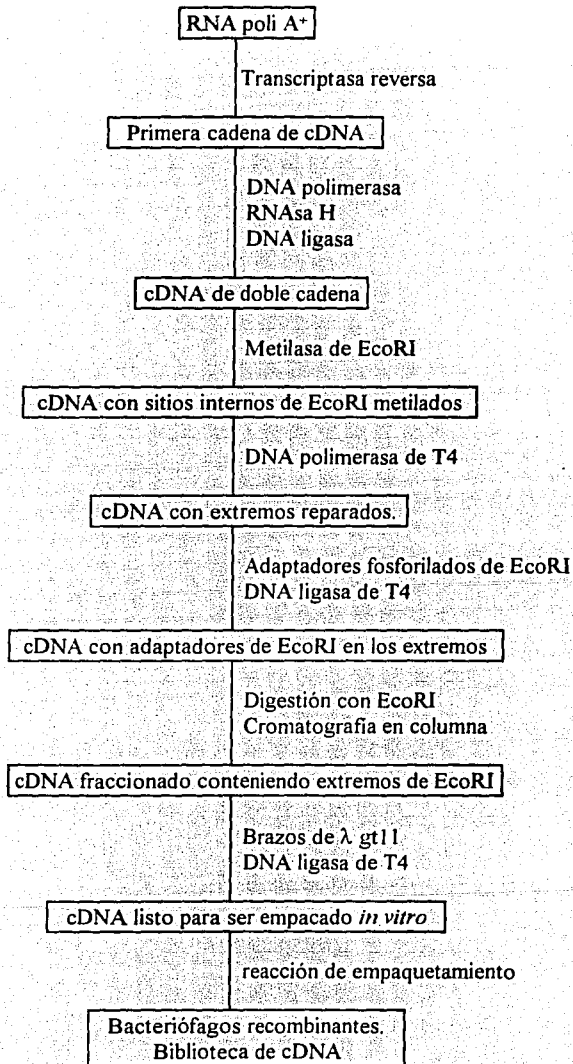 RNA poli A+
Transcriptasa reversa
Primera cadena de cDNA
DNA polimerasa
RNAsa H
DNA ligasa
cDNA de doble cadena
Metilasa de EcoRI
cDNA con sitios internos de EcoRI metilados
DNA polimerasa de T4
cDNA con extremos reparados.
Adaptadores fosforilados de EcoRI
DNA ligasa de T4
cDNA con adaptadores de EcoRI en los extremos
Digestión con EcoRI
Cromatografía en columna
cDNA fraccionado conteniendo extremos de EcoRI
Brazos de λ gt11
DNA ligasa de T4
cDNA listo para ser empacado in vitro
reacción de empaquetamiento
Bacteriófagos recombinantes.
Biblioteca de cDNA